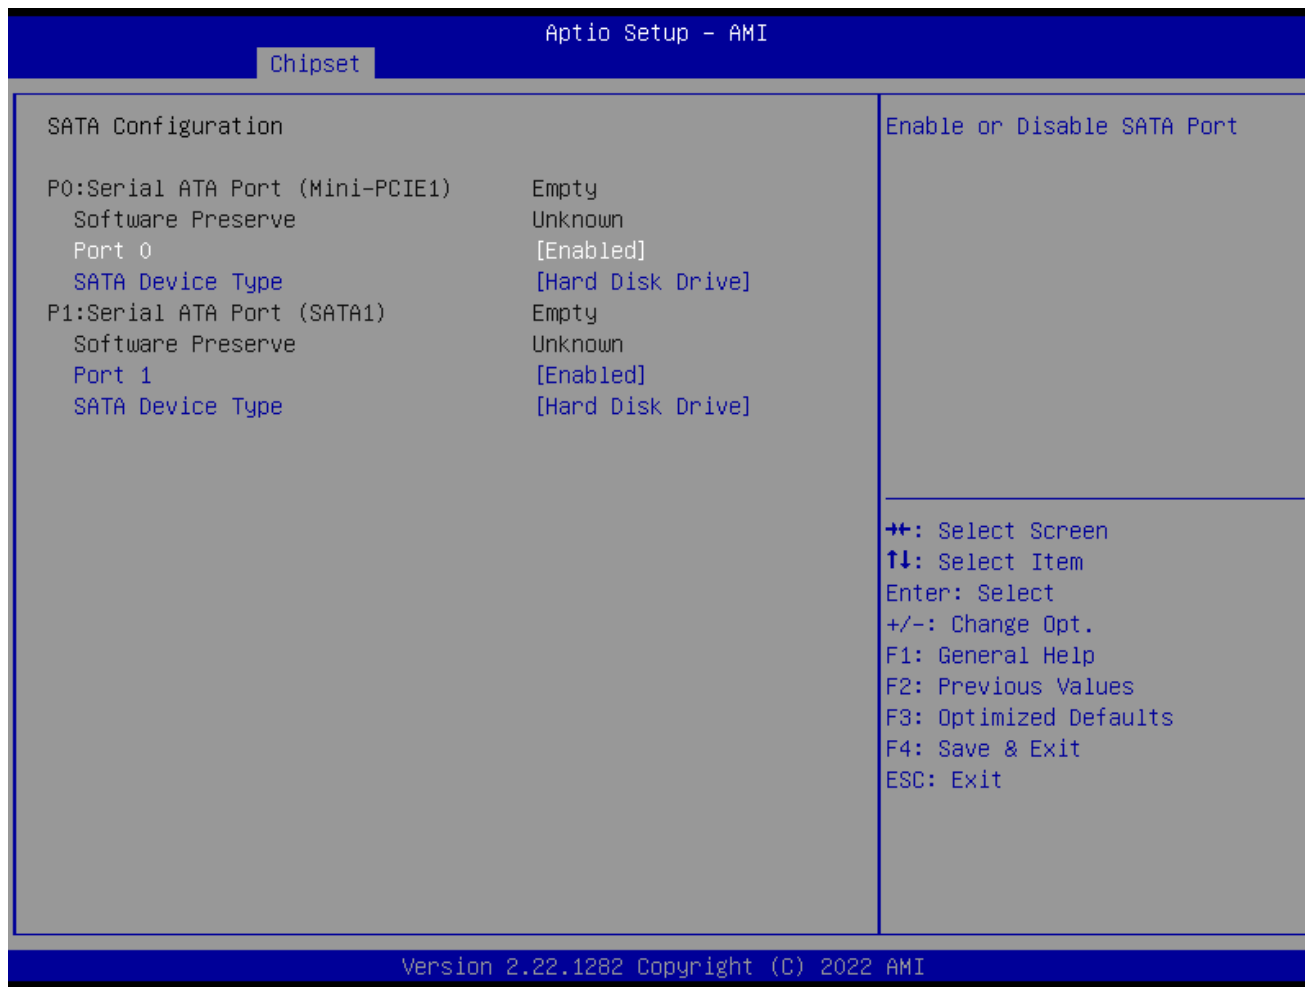 Aptio Setup – AMI
Chipset
SATA Configuration
P0:Serial ATA Port (Mini-PCIE1) Empty
Software Preserve Unknown
Port 0 [Enabled]
SATA Device Type [Hard Disk Drive]
P1:Serial ATA Port (SATA1) Empty
Software Preserve Unknown
Port 1 [Enabled]
SATA Device Type [Hard Disk Drive]
Enable or Disable SATA Port
→←: Select Screen
↑↓: Select Item
Enter: Select
+/-: Change Opt.
F1: General Help
F2: Previous Values
F3: Optimized Defaults
F4: Save & Exit
ESC: Exit
Version 2.22.1282 Copyright (C) 2022 AMI